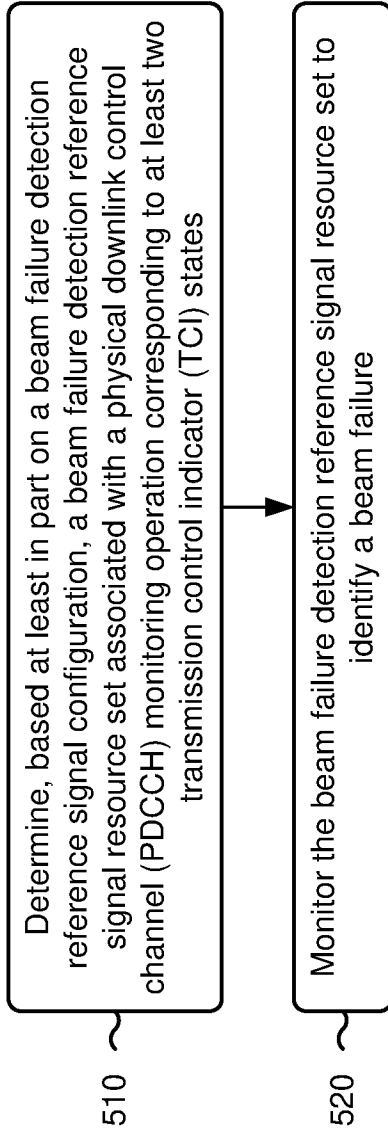 510
Determine, based at least in part on a beam failure detection
reference signal configuration, a beam failure detection reference
signal resource set associated with a physical downlink control
channel (PDCCH) monitoring operation corresponding to at least two
transmission control indicator (TCI) states
520
Monitor the beam failure detection reference signal resource set to
identify a beam failure